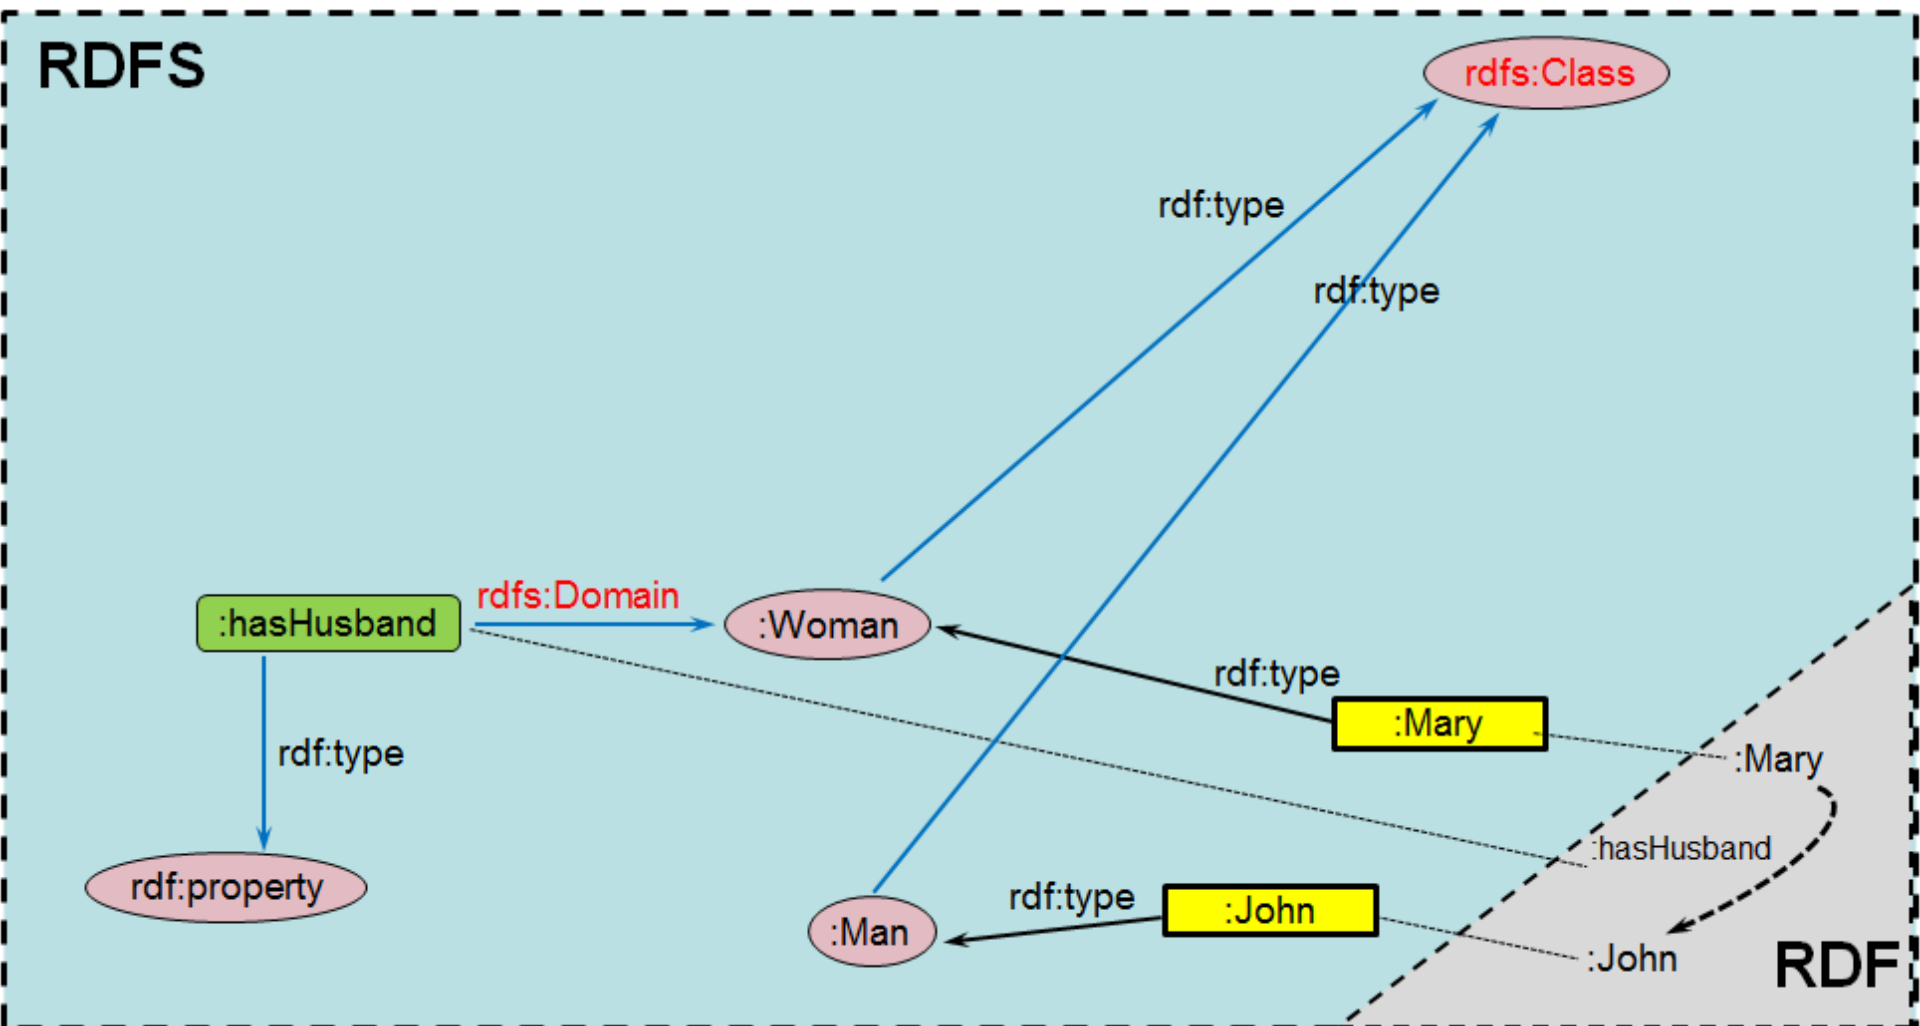 RDFS
rdfs:Class
rdf:type
rdf:type
:hasHusband
rdfs:Domain
:Woman
rdf:type
:Mary
rdf:type
:Mary
:hasHusband
rdf:property
rdf:type
:John
:Man
:John
RDF